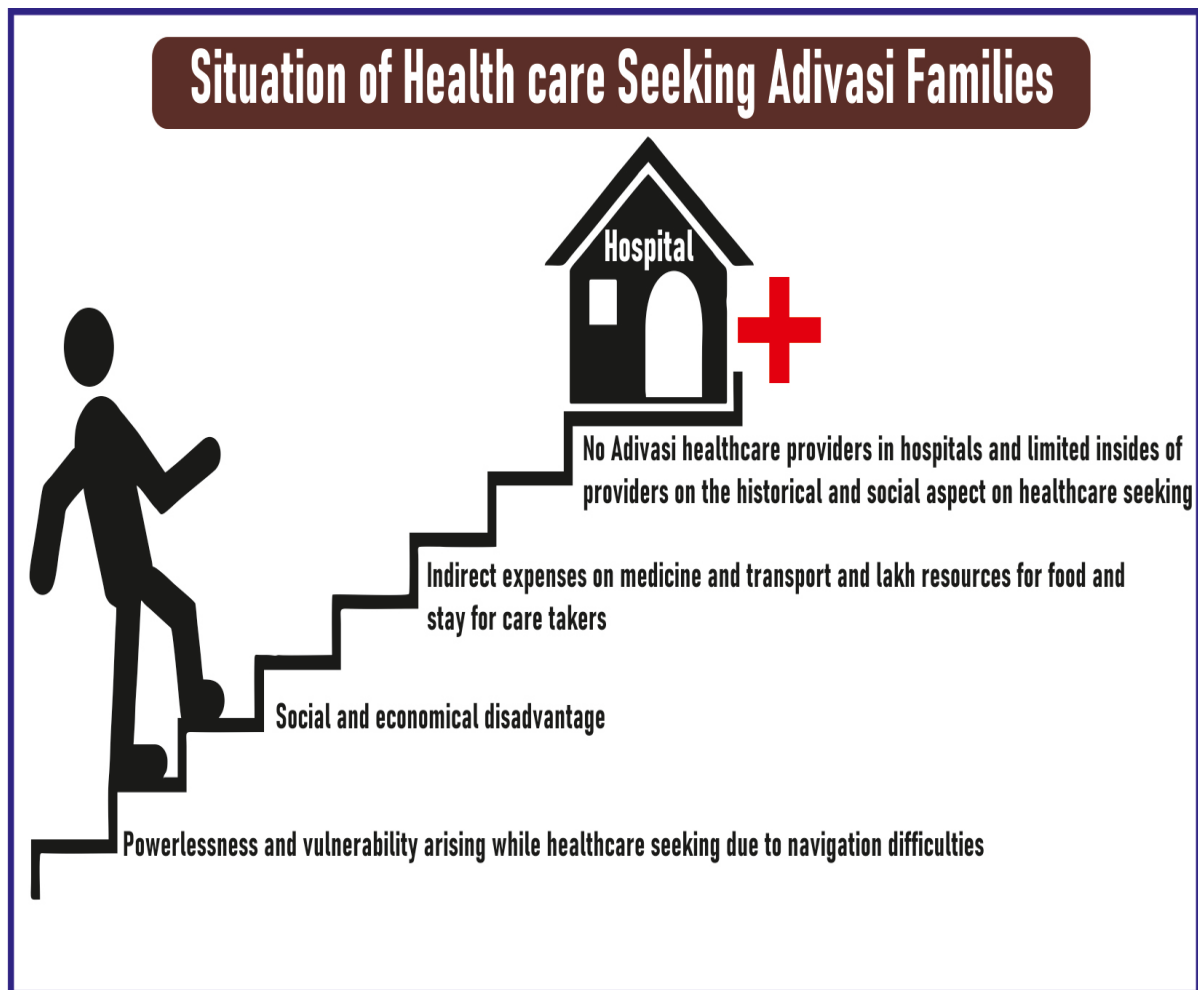 Situation of Health care Seeking Adivasi Families
Hospital
No Adivasi healthcare providers in hospitals and limited insides of
providers on the historical and social aspect on healthcare seeking
Indirect expenses on medicine and transport and lakh resources for food and
stay for care takers
Social and economical disadvantage
Powerlessness and vulnerability arising while healthcare seeking due to navigation difficulties